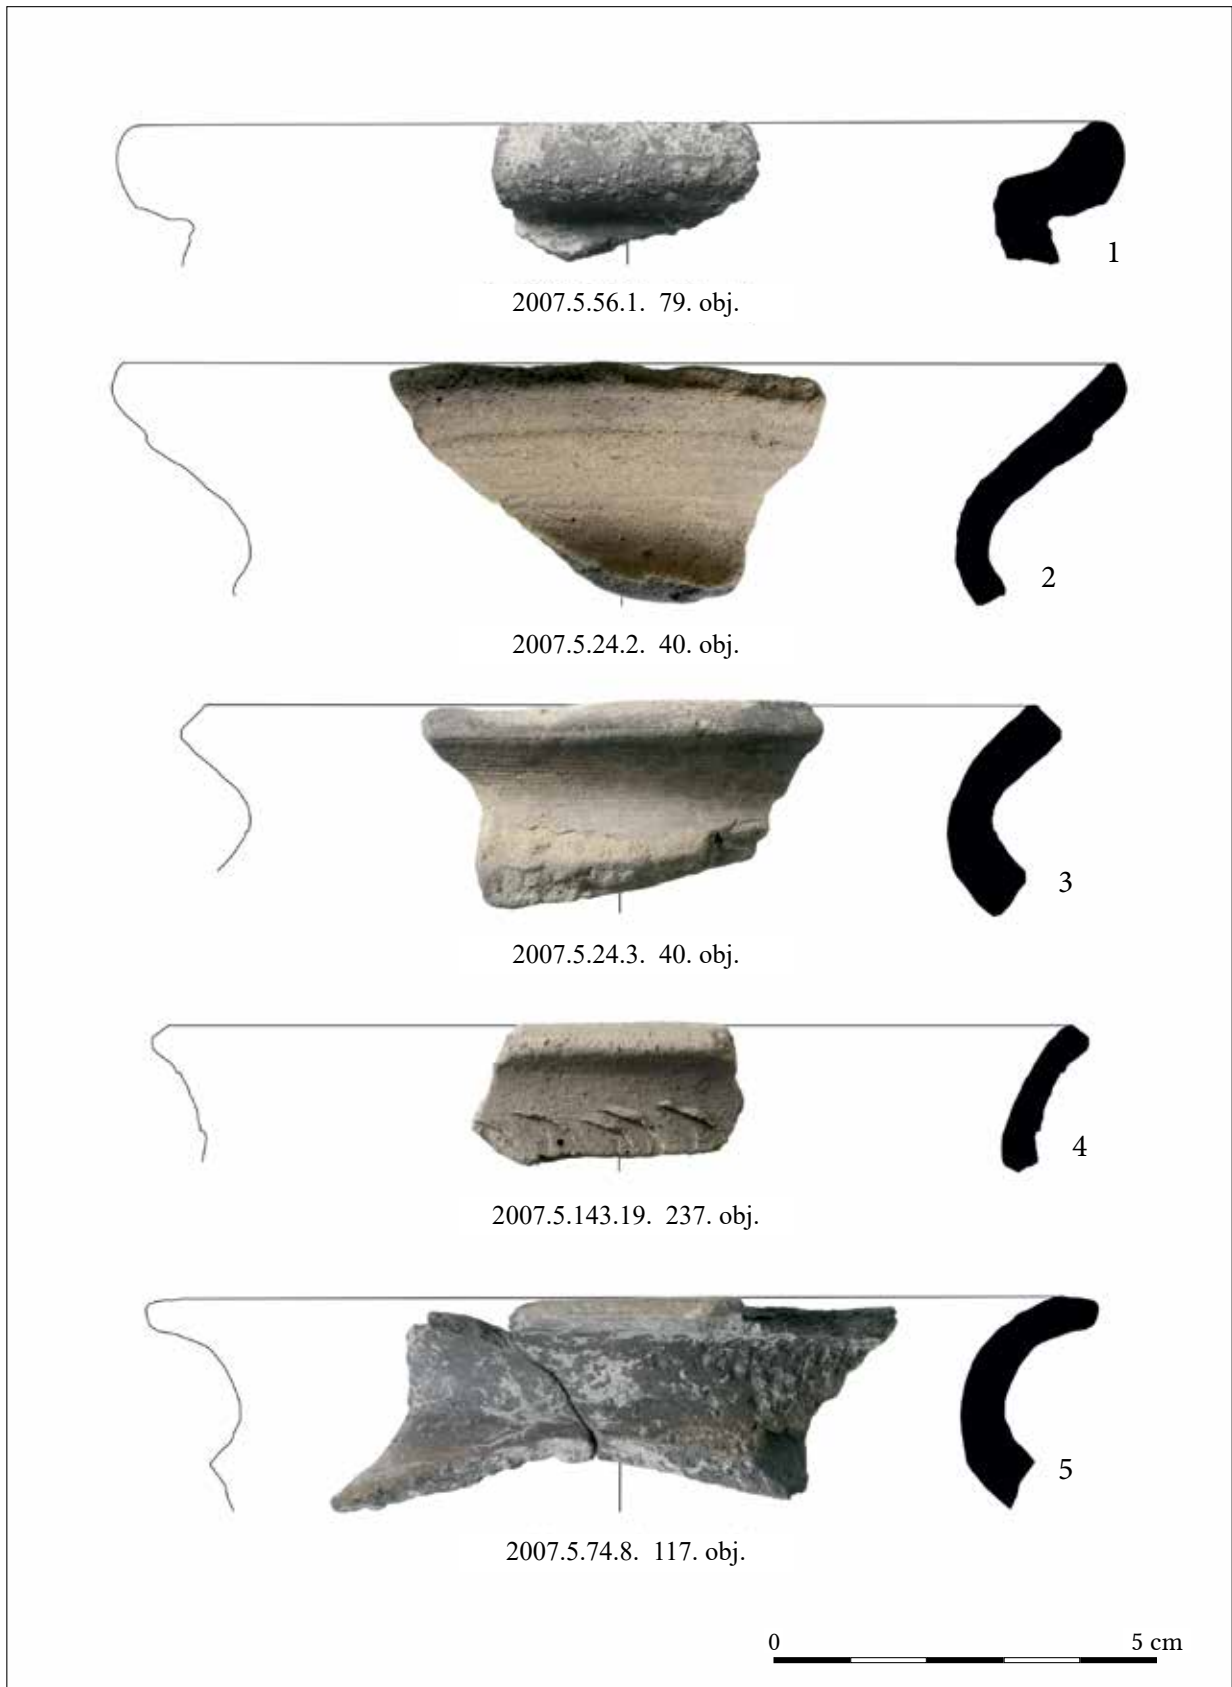 1
2007.5.56.1. 79. obj.
2
2007.5.24.2. 40. obj.
3
2007.5.24.3. 40. obj.
4
2007.5.143.19. 237. obj.
5
2007.5.74.8. 117. obj.
0 5 cm